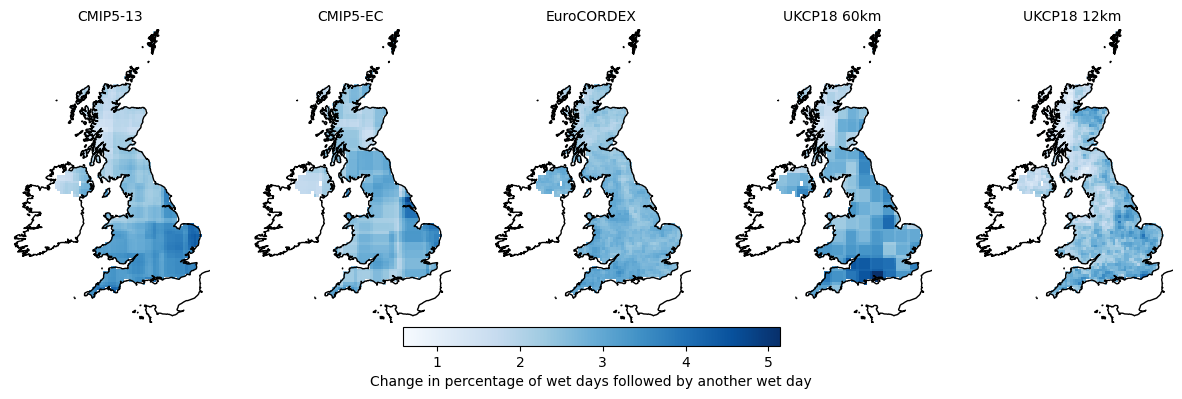 CMIP5-13 CMIP5-EC EuroCORDEX UKCP18 60km UKCP18 12km
1 2 3 4 5
Change in percentage of wet days followed by another wet day